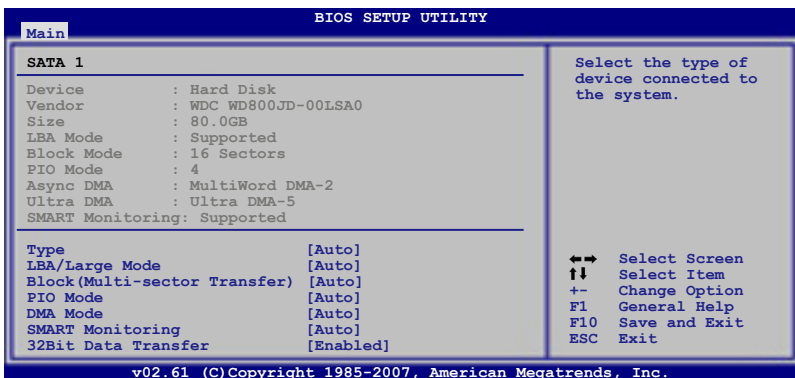 BIOS SETUP UTILITY
Main
SATA 1
Device : Hard Disk
Vendor : WDC WD800JD-00LSA0
Size : 80.0GB
LBA Mode : Supported
Block Mode : 16 Sectors
PIO Mode : 4
Async DMA : MultiWord DMA-2
Ultra DMA : Ultra DMA-5
SMART Monitoring: Supported
Type [Auto]
LBA/Large Mode [Auto]
Block(Multi-sector Transfer) [Auto]
PIO Mode [Auto]
DMA Mode [Auto]
SMART Monitoring [Auto]
32Bit Data Transfer [Enabled]
Select the type of
device connected to
the system.
←→ Select Screen
↑↓ Select Item
+- Change Option
F1 General Help
F10 Save and Exit
ESC Exit
v02.61 (C)Copyright 1985-2007, American Megatrends, Inc.